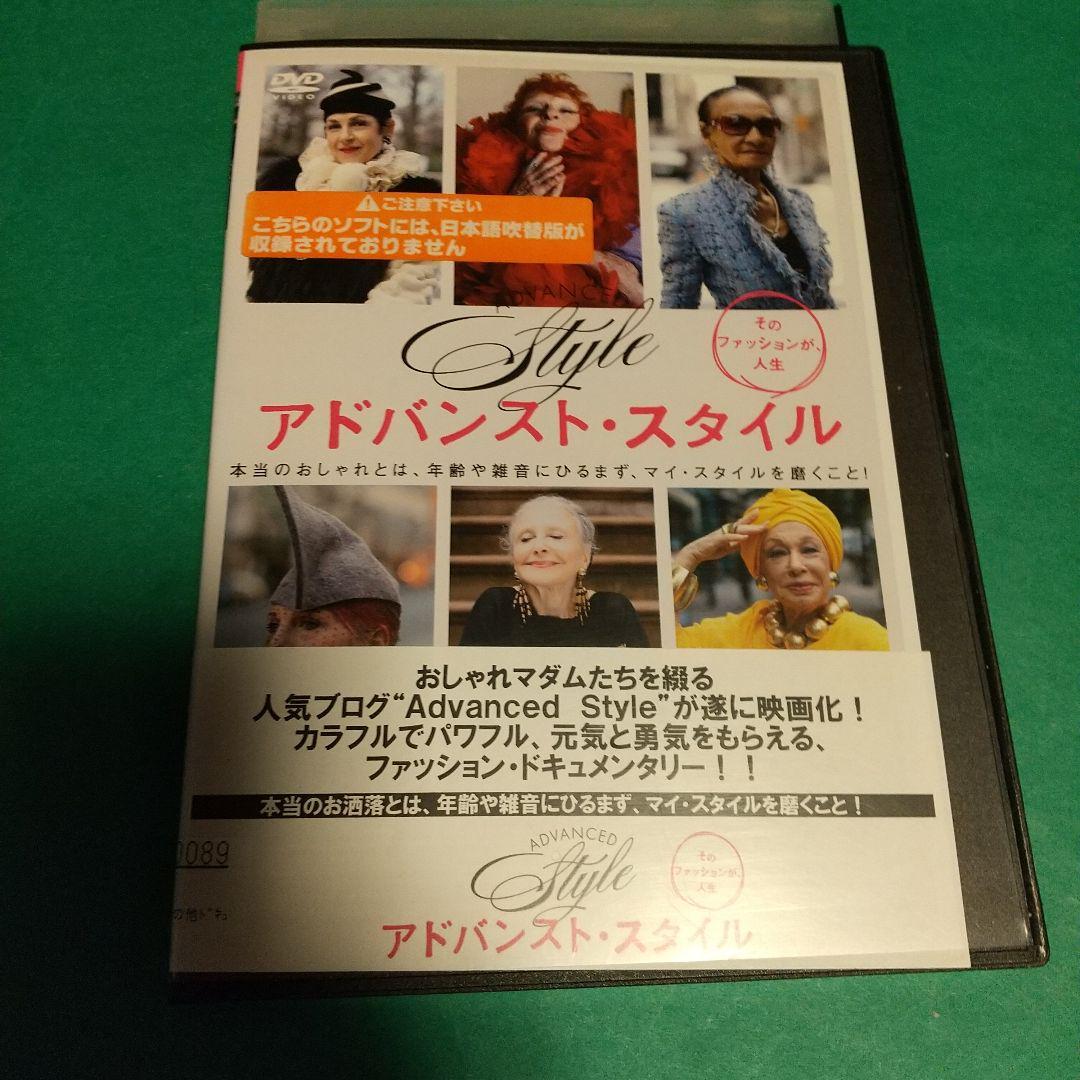 DVD
VIDEO
ご注意下さい
こちらのソフトには、日本語吹替版が
収録されておりません
ADVANCED
Style
その
ファッションが、
人生
アドバンスト・スタイル
本当のおしゃれとは、年齢や雑音にひるまず、マイ・スタイルを磨くこと!
おしゃれマダムたちを綴る
人気ブログ“Advanced Style”が遂に映画化！
カラフルでパワフル、元気と勇気をもらえる、
ファッション・ドキュメンタリー！！
本当のお洒落とは、年齢や雑音にひるまず、マイ・スタイルを磨くこと！
0089
ADVANCED
Style
その
ファッションが、
人生
の他ﾄﾞｷｭ
アドバンスト・スタイル